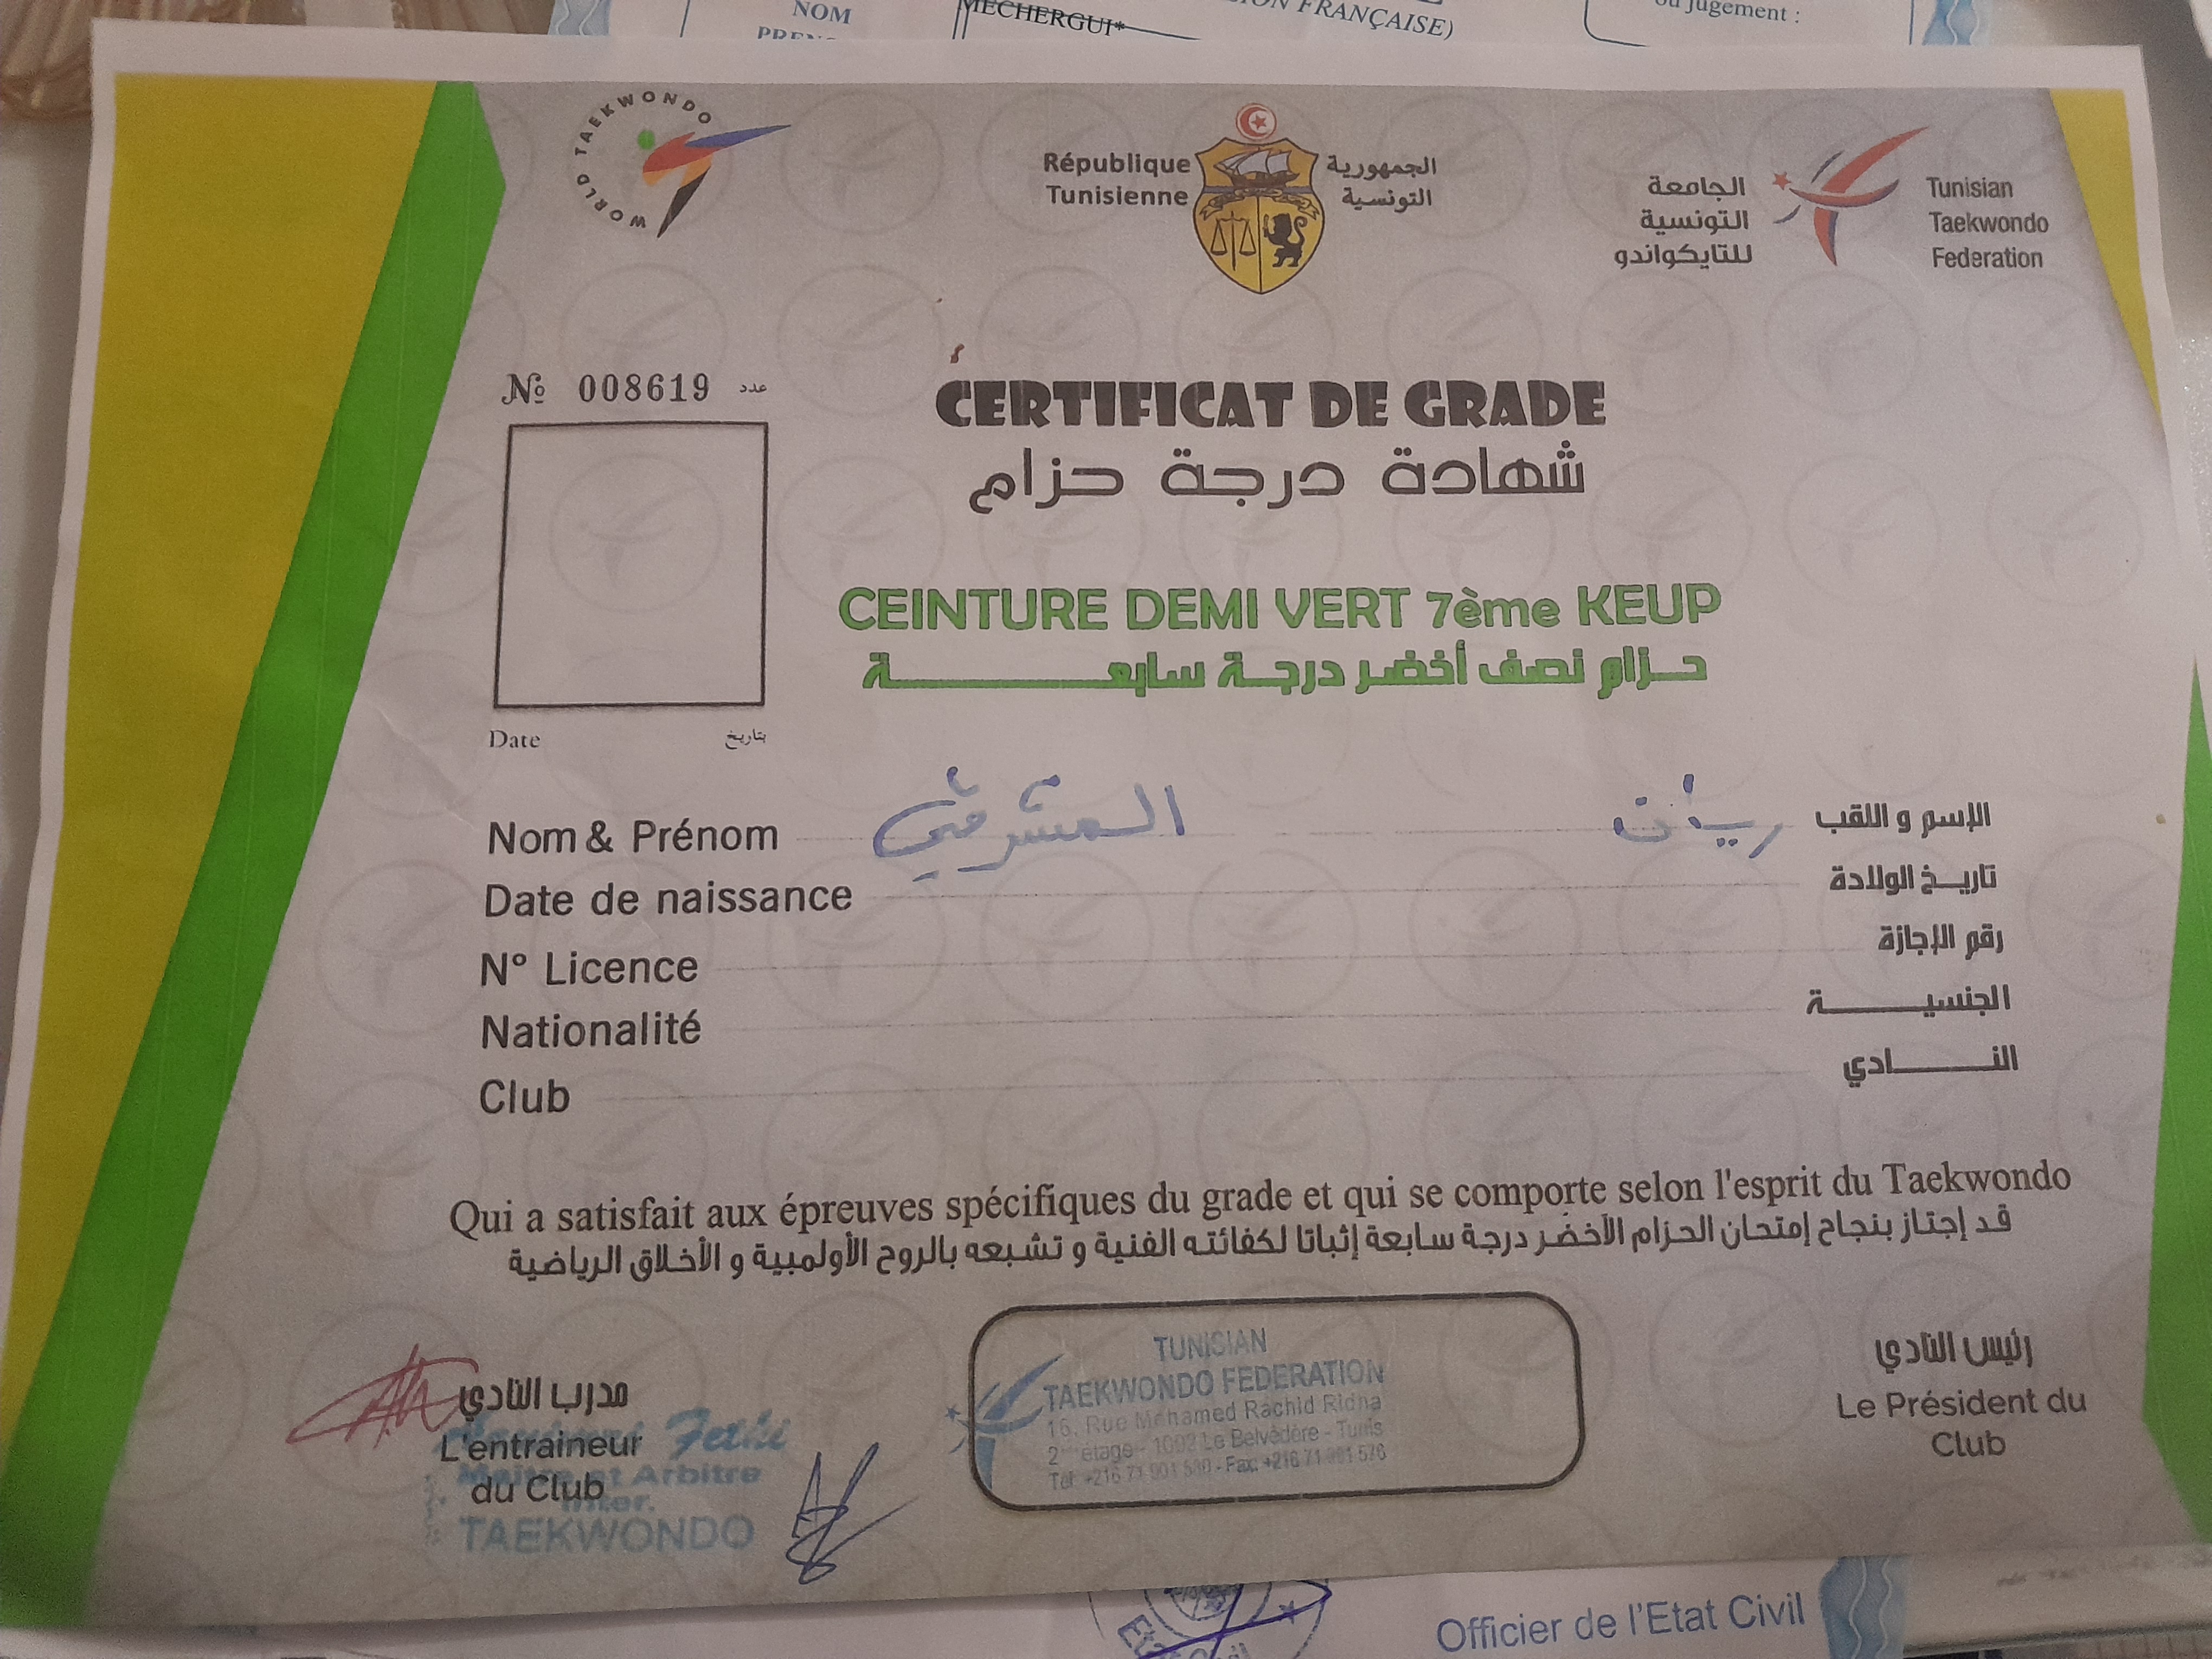 NOM
MECHERGUI*
FRANÇAISE)
ou jugement :
WORLD TAEKWONDO
République
Tunisienne
الجمهورية
التونسية
الجامعة
التونسية
للتايكواندو
Tunisian
Taekwondo
Federation
№ 008619 عدد
CERTIFICAT DE GRADE
شهادة درجة حزام
CEINTURE DEMI VERT 7ème KEUP
حزام نصف أخضر درجة سابعة
Date بتاريخ
Nom & Prénom المشرقي ريان الإسم و اللقب
Date de naissance تاريخ الولادة
N° Licence رقم الإجازة
Nationalité الجنسية
Club النادي
Qui a satisfait aux épreuves spécifiques du grade et qui se comporte selon l'esprit du Taekwondo
قد إجتاز بنجاح إمتحان الحزام الأخضر درجة سابعة إثباتا لكفائته الفنية و تشبعه بالروح الأولمبية و الأخلاق الرياضية
مدرب النادي
L'entraineur
du Club
Fethi
Maitre et Arbitre
Inter.
TAEKWONDO
TUNISIAN
TAEKWONDO FEDERATION
16, Rue Mohamed Rachid Ridha
2 étage - 1002 Le Belvédère - Tunis
رئيس النادي
Le Président du
Club
Officier de l'Etat Civil